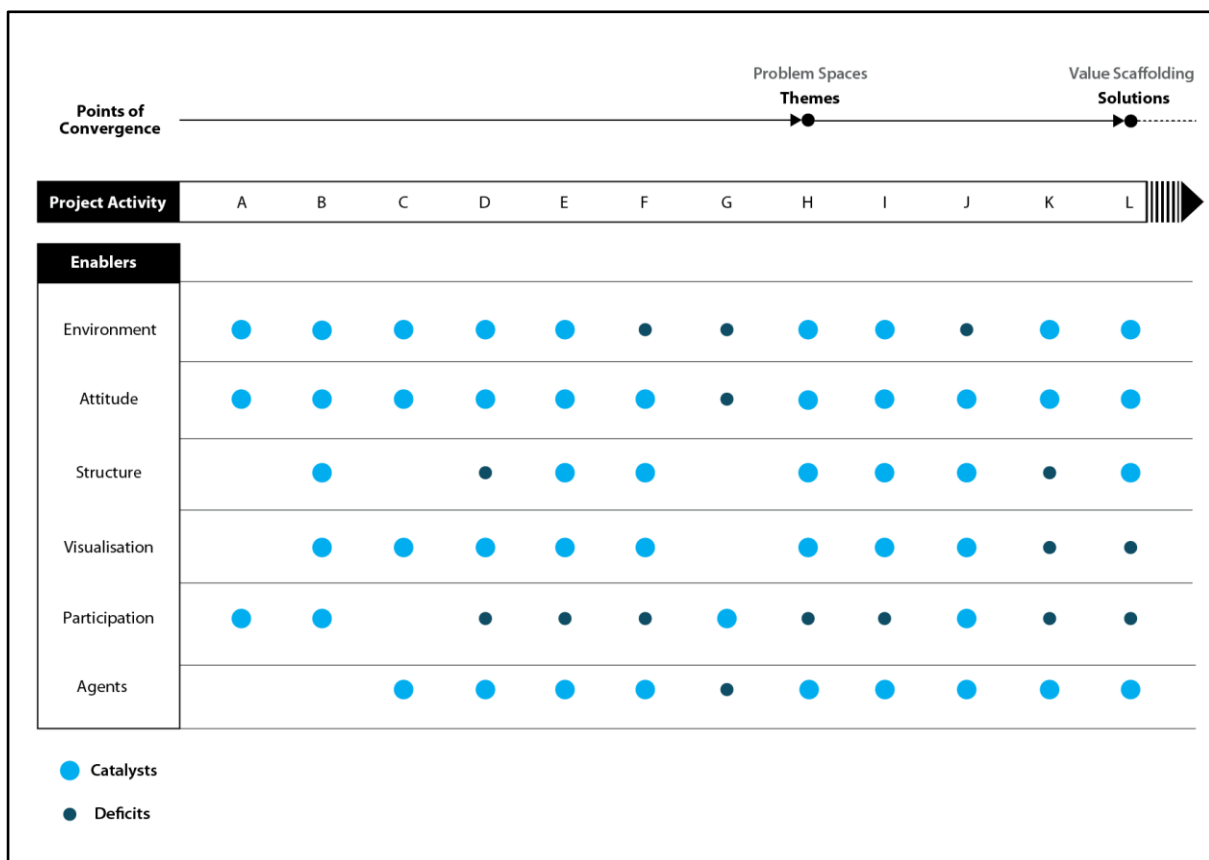 Problem Spaces
Value Scaffolding
Themes
Solutions
Points of
Convergence
Project Activity A B C D E F G H I J K L
Enablers
Environment
Attitude
Structure
Visualisation
Participation
Agents
Catalysts
Deficits